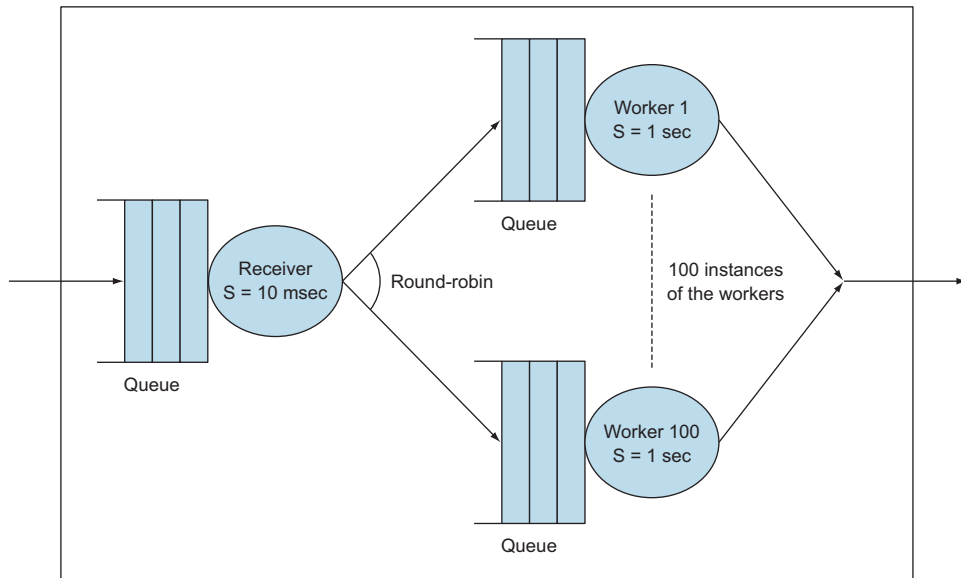 Worker 1
S = 1 sec
Queue
Receiver
S = 10 msec
Round-robin
100 instances
of the workers
Queue
Worker 100
S = 1 sec
Queue